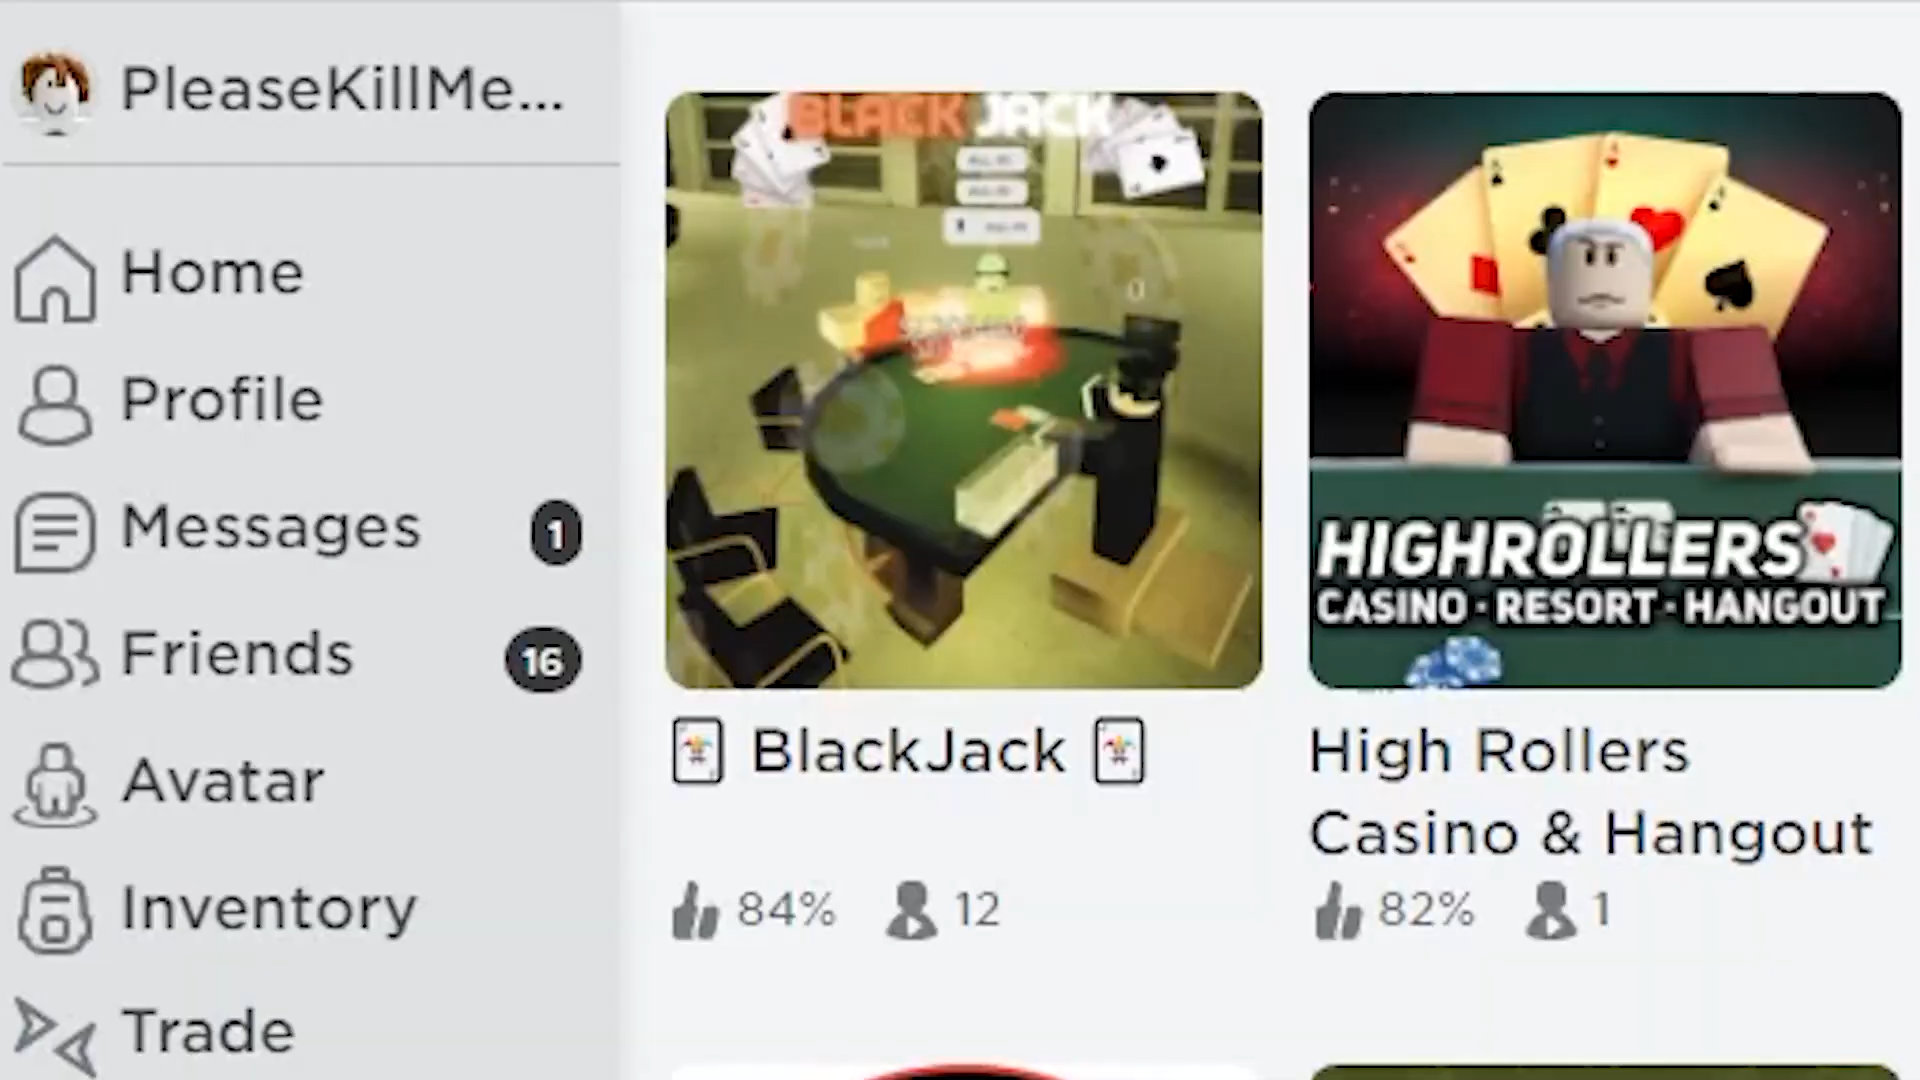 PleaseKillMe...
Home
Profile
Messages
1
Friends
16
Avatar
Inventory
Trade
BLACK JACK
0
🃏 BlackJack 🃏
84% 12
HIGHROLLERS
CASINO · RESORT · HANGOUT
High Rollers
Casino & Hangout
82% 1